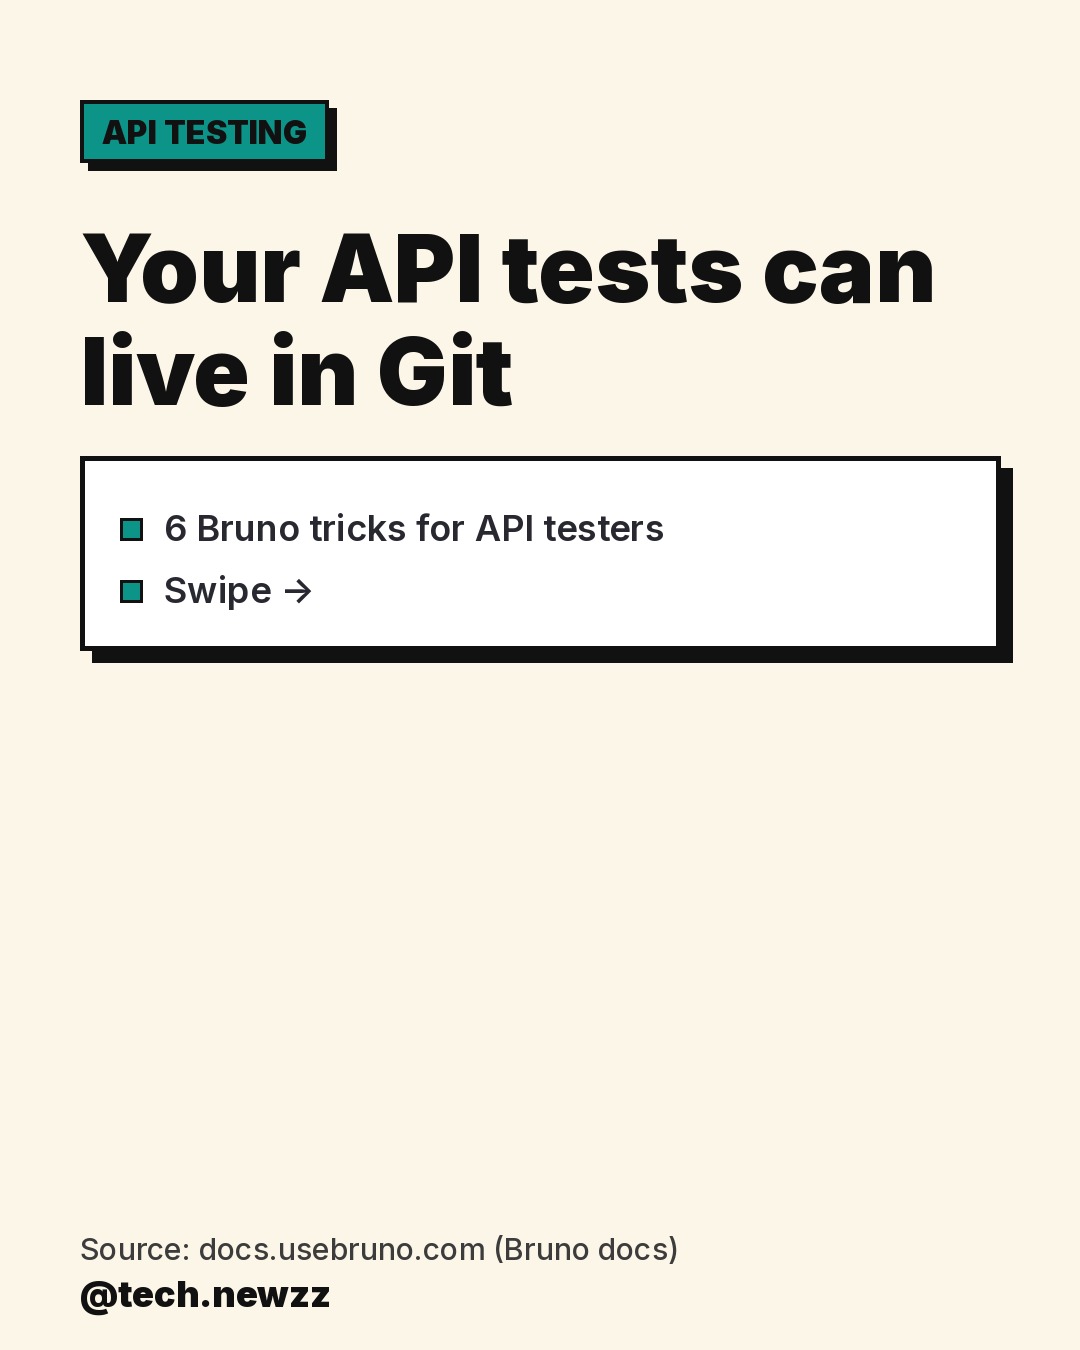 API TESTING
Your API tests can
live in Git
6 Bruno tricks for API testers
Swipe →
Source: docs.usebruno.com (Bruno docs)
@tech.newzz